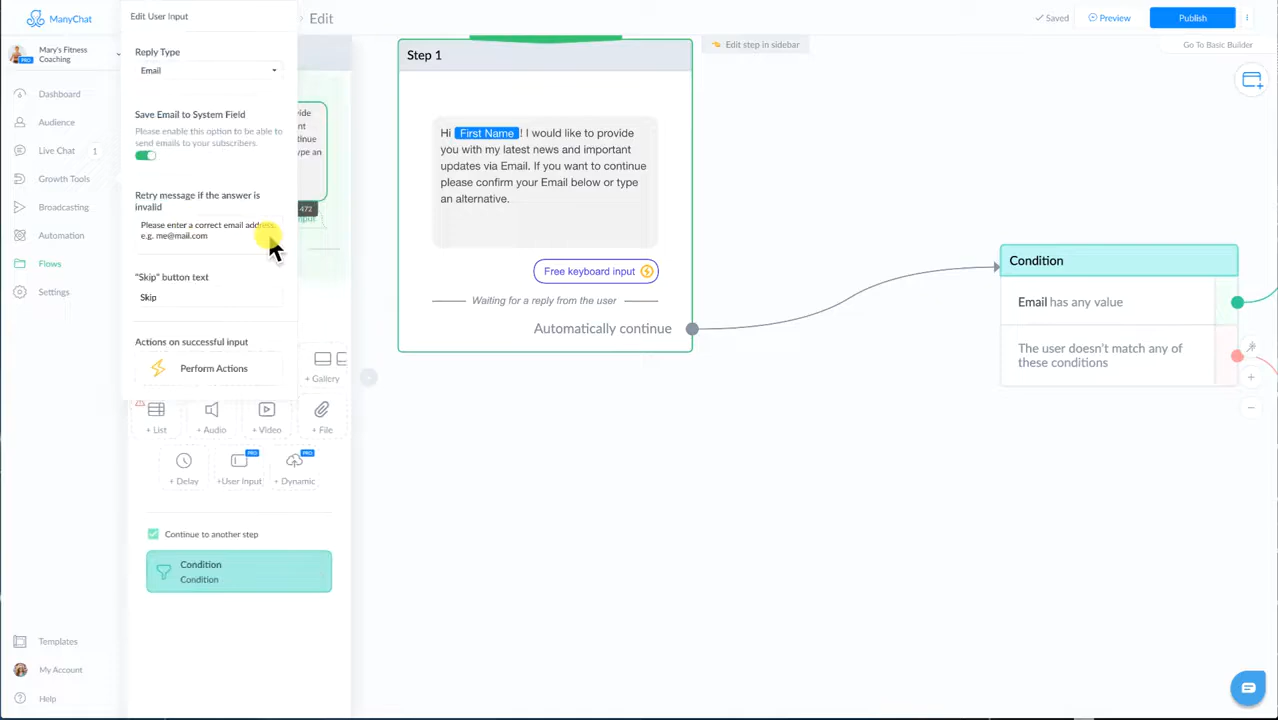 ManyChat
Mary's Fitness
Coaching
PRO
Dashboard
Audience
Live Chat 1
Growth Tools
Broadcasting
Automation
Flows
Settings
Templates
My Account
Help
Edit User Input
Reply Type
Email
Save Email to System Field
Please enable this option to be able to
send emails to your subscribers.
Retry message if the answer is
invalid
Please enter a correct email address,
e.g. me@mail.com
"Skip" button text
Skip
Actions on successful input
Perform Actions
+ Gallery
+ List
+ Audio
+ Video
+ File
+ Delay
PRO
+User Input
PRO
+ Dynamic
Continue to another step
Condition
Condition
472
› Edit
Saved
Preview
Publish
Edit step in sidebar
Go To Basic Builder
Step 1
Hi First Name ! I would like to provide
you with my latest news and important
updates via Email. If you want to continue
please confirm your Email below or type
an alternative.
Free keyboard input
Waiting for a reply from the user
Automatically continue
Condition
Email has any value
The user doesn't match any of
these conditions